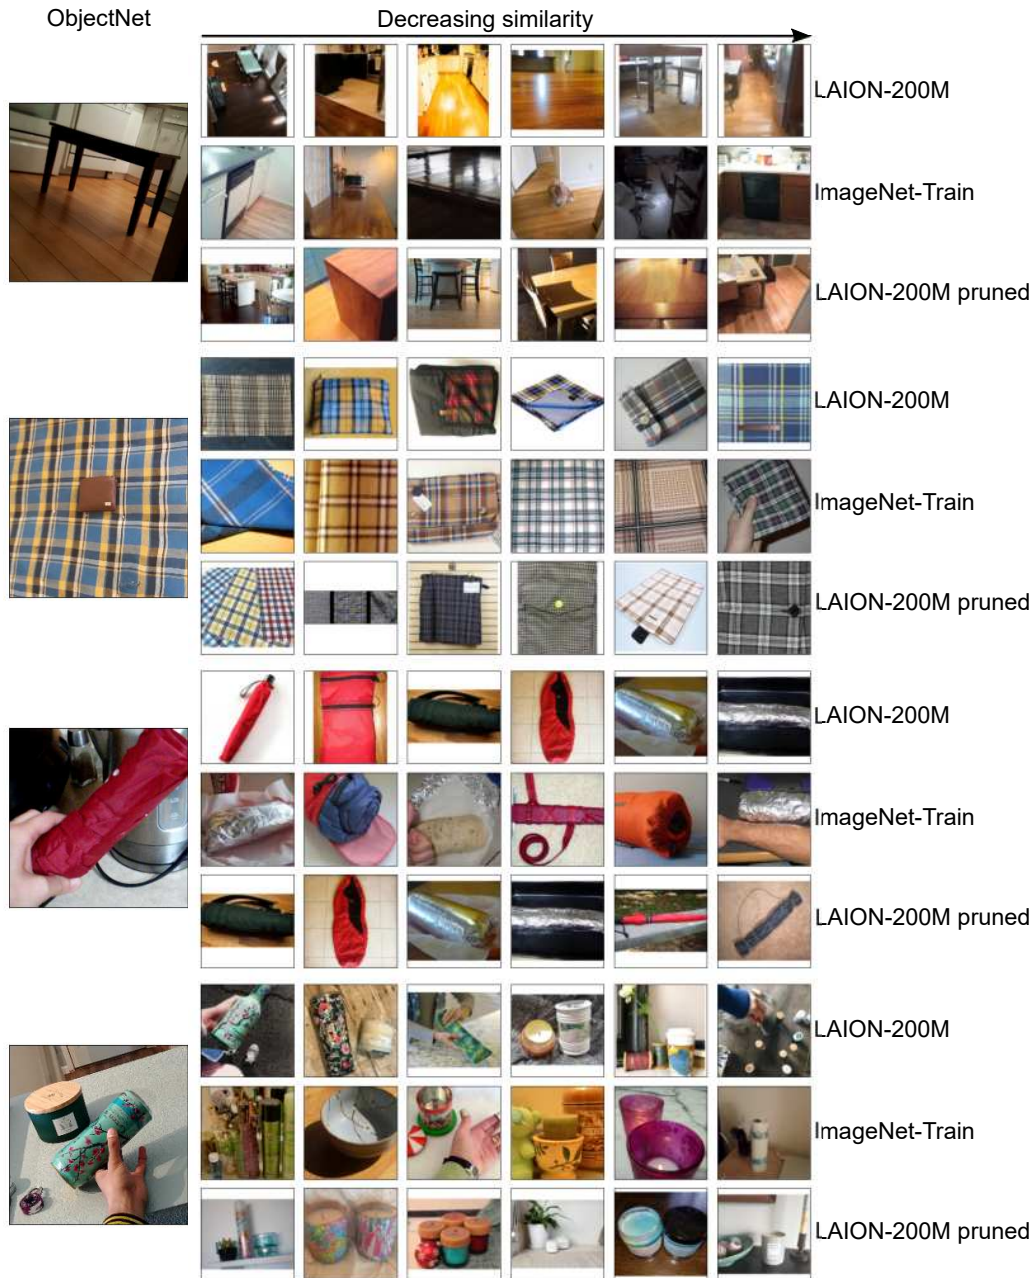 ObjectNet
Decreasing similarity
LAION-200M
ImageNet-Train
LAION-200M pruned
LAION-200M
ImageNet-Train
LAION-200M pruned
LAION-200M
ImageNet-Train
LAION-200M pruned
LAION-200M
ImageNet-Train
LAION-200M pruned